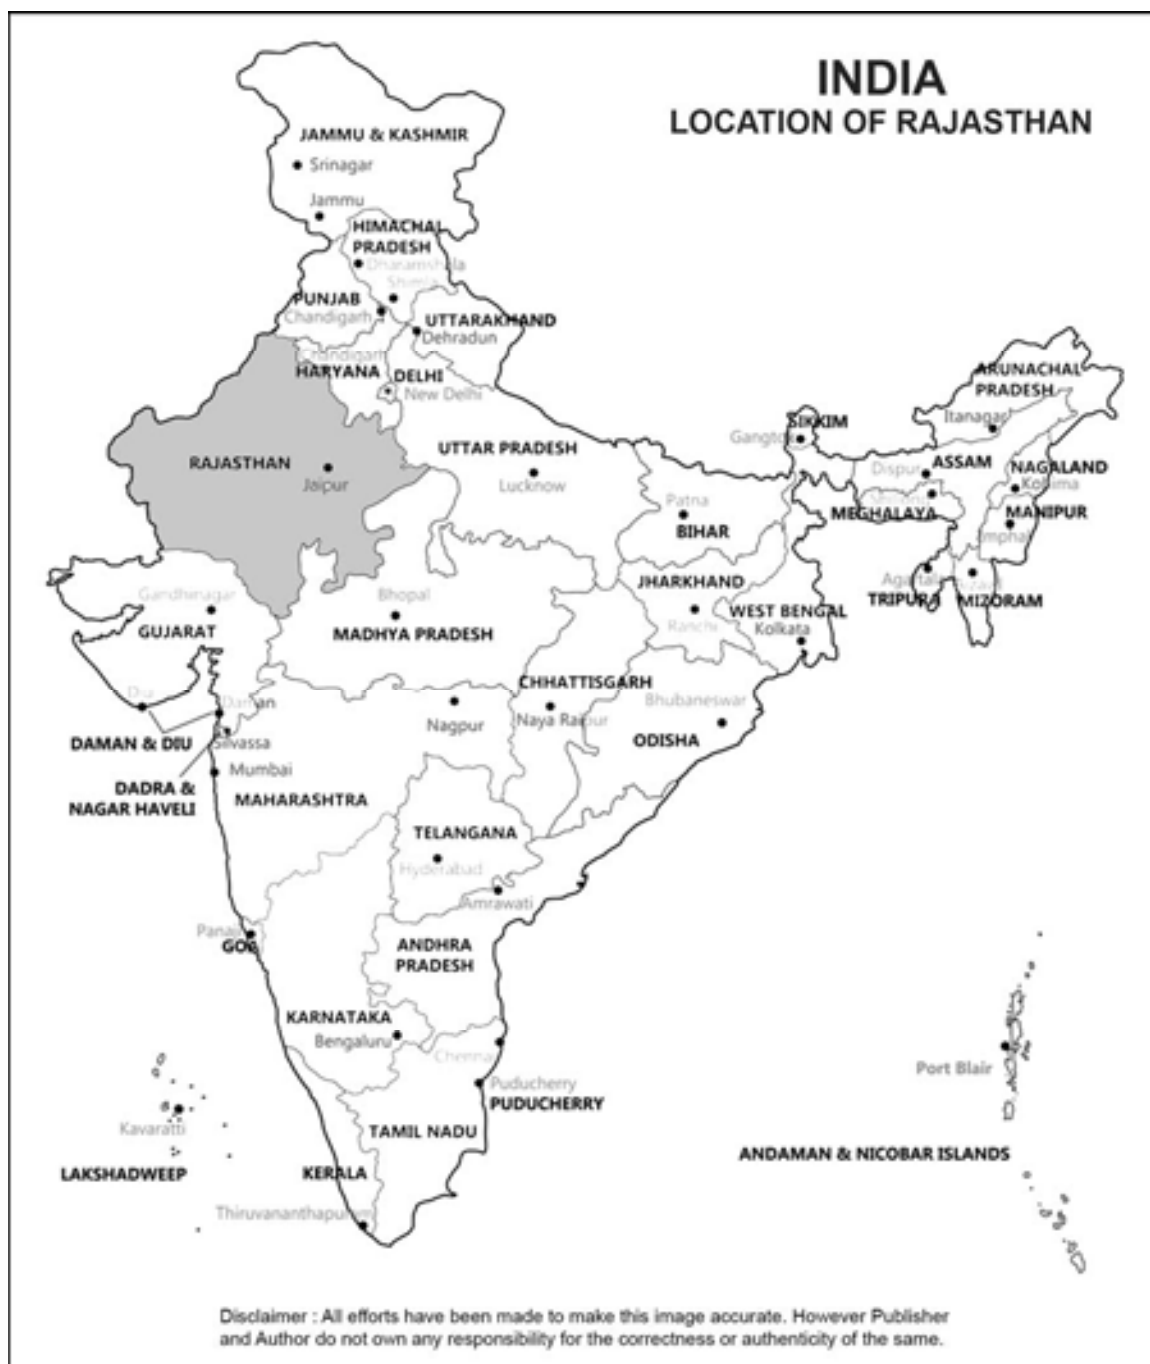 INDIA
LOCATION OF RAJASTHAN
JAMMU & KASHMIR
Srinagar
Jammu
HIMACHAL
PRADESH
Dharamshala
Shimla
PUNJAB
Chandigarh
UTTARAKHAND
Dehradun
Chandigarh
HARYANA
DELHI
New Delhi
ARUNACHAL
PRADESH
Itanagar
SIKKIM
Gangtok
RAJASTHAN
Jaipur
UTTAR PRADESH
Lucknow
Dispur
ASSAM
NAGALAND
Kohima
Shillong
MEGHALAYA
MANIPUR
Imphal
Patna
BIHAR
JHARKHAND
Ranchi
WEST BENGAL
Kolkata
Agartala
TRIPURA
MIZORAM
Gandhinagar
GUJARAT
Bhopal
MADHYA PRADESH
CHHATTISGARH
Naya Raipur
Bhubaneswar
ODISHA
Diu
Daman
DAMAN & DIU
Silvassa
Nagpur
Mumbai
DADRA &
NAGAR HAVELI
MAHARASHTRA
TELANGANA
Hyderabad
Amrawati
Panaji
GOA
ANDHRA
PRADESH
KARNATAKA
Bengaluru
Chennai
Puducherry
PUDUCHERRY
TAMIL NADU
Kavaratti
LAKSHADWEEP
KERALA
Thiruvananthapuram
Port Blair
ANDAMAN & NICOBAR ISLANDS
Disclaimer : All efforts have been made to make this image accurate. However Publisher
and Author do not own any responsibility for the correctness or authenticity of the same.